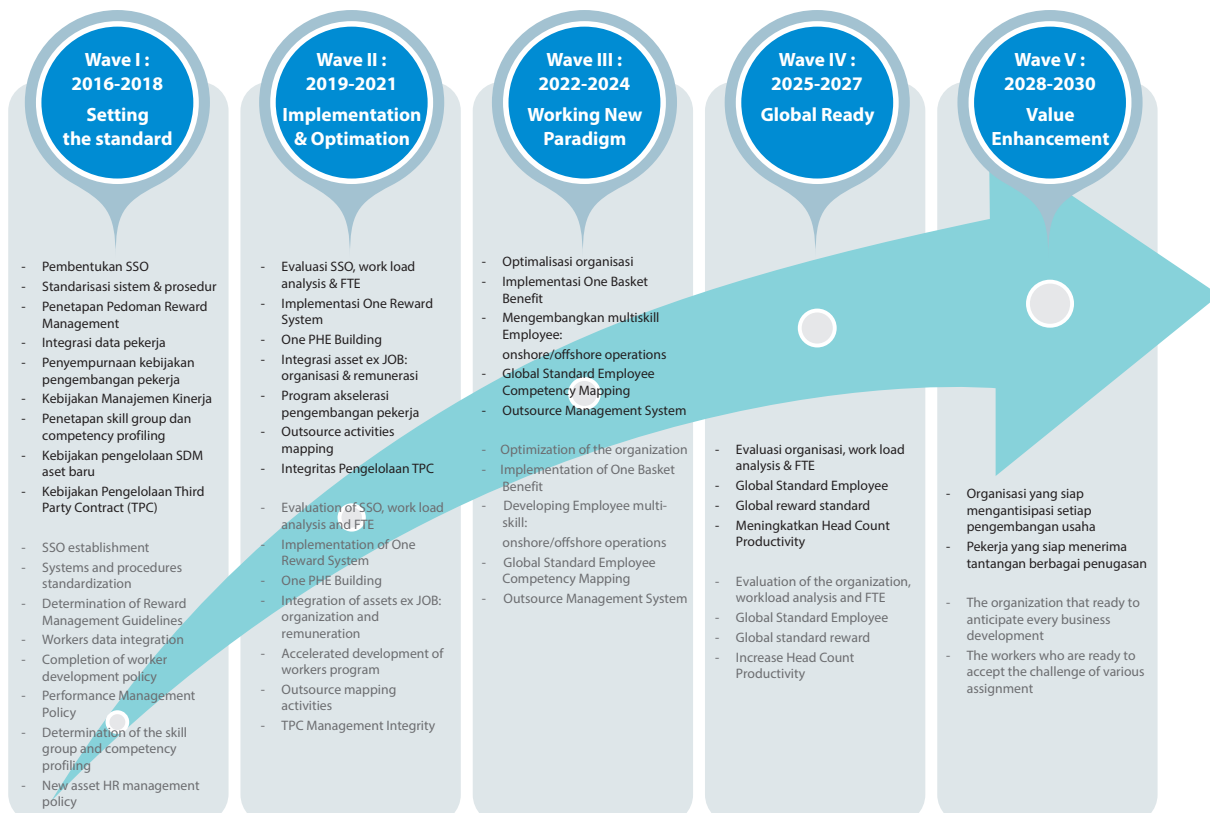 Wave I :
2016-2018
Setting
the standard
- Pembentukan SSO
- Standarisasi sistem & prosedur
- Penetapan Pedoman Reward
Management
- Integrasi data pekerja
- Penyempurnaan kebijakan
pengembangan pekerja
- Kebijakan Manajemen Kinerja
- Penetapan skill group dan
competency profiling
- Kebijakan pengelolaan SDM
aset baru
- Kebijakan Pengelolaan Third
Party Contract (TPC)
- SSO establishment
- Systems and procedures
standardization
- Determination of Reward
Management Guidelines
- Workers data integration
- Completion of worker
development policy
- Performance Management
Policy
- Determination of the skill
group and competency
profiling
- New asset HR management
policy
Wave II :
2019-2021
Implementation
& Optimation
- Evaluasi SSO, work load
analysis & FTE
- Implementasi One Reward
System
- One PHE Building
- Integrasi asset ex JOB:
organisasi & remunerasi
- Program akselerasi
pengembangan pekerja
- Outsource activities
mapping
- Integritas Pengelolaan TPC
- Evaluation of SSO, work load
analysis and FTE
- Implementation of One
Reward System
- One PHE Building
- Integration of assets ex JOB:
organization and
remuneration
- Accelerated development of
workers program
- Outsource mapping
activities
- TPC Management Integrity
Wave III :
2022-2024
Working New
Paradigm
- Optimalisasi organisasi
- Implementasi One Basket
Benefit
- Mengembangkan multiskill
Employee:
onshore/offshore operations
- Global Standard Employee
Competency Mapping
- Outsource Management System
- Optimization of the organization
- Implementation of One Basket
Benefit
- Developing Employee multi-
skill:
onshore/offshore operations
- Global Standard Employee
Competency Mapping
- Outsource Management System
Wave IV :
2025-2027
Global Ready
- Evaluasi organisasi, work load
analysis & FTE
- Global Standard Employee
- Global reward standard
- Meningkatkan Head Count
Productivity
- Evaluation of the organization,
workload analysis and FTE
- Global Standard Employee
- Global standard reward
- Increase Head Count
Productivity
Wave V :
2028-2030
Value
Enhancement
- Organisasi yang siap
mengantisipasi setiap
pengembangan usaha
- Pekerja yang siap menerima
tantangan berbagai penugasan
- The organization that ready to
anticipate every business
development
- The workers who are ready to
accept the challenge of various
assignment